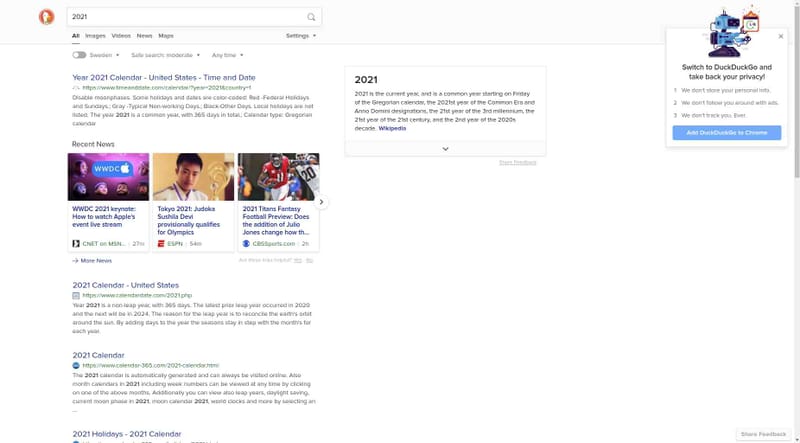 2021
All Images Videos News Maps Settings
Sweden Safe search: moderate Any time
Year 2021 Calendar - United States - Time and Date
https://www.timeanddate.com/calendar/?year=2021&country=1
Disable moonphases. Some holidays and dates are color-coded: Red -Federal Holidays
and Sundays.; Gray -Typical Non-working Days.; Black-Other Days. Local holidays are not
listed. The year 2021 is a common year, with 365 days in total.; Calendar type: Gregorian
calendar
Recent News
WWDC
WWDC 2021 keynote:
How to watch Apple's
event live stream
CNET on MSN... 27m
Tokyo 2021: Judoka
Sushila Devi
provisionally qualifies
for Olympics
ESPN 54m
2021 Titans Fantasy
Football Preview: Does
the addition of Julio
Jones change how th...
CBSSports.com 2h
More News
Are these links helpful? Yes No
2021 Calendar - United States
https://www.calendardate.com/2021.php
Year 2021 is a non-leap year, with 365 days. The latest prior leap year occurred in 2020
and the next will be in 2024. The reason for the leap year is to reconcile the earth's orbit
around the sun. By adding days to the year the seasons stay in step with the month's for
each year.
2021 Calendar
https://www.calendar-365.com/2021-calendar.html
The 2021 calendar is automatically generated and can always be visited online. Also
month calendars in 2021 including week numbers can be viewed at any time by clicking
on one of the above months. Additionally you can view also leap years, daylight saving,
current moon phase in 2021, moon calendar 2021, world clocks and more by selecting an
...
2021 Holidays - 2021 Calendar
2021
2021 is the current year, and is a common year starting on Friday
of the Gregorian calendar, the 2021st year of the Common Era and
Anno Domini designations, the 21st year of the 3rd millennium, the
21st year of the 21st century, and the 2nd year of the 2020s
decade. Wikipedia
Share Feedback
Switch to DuckDuckGo and
take back your privacy!
1 We don't store your personal info.
2 We don't follow you around with ads.
3 We don't track you. Ever.
Add DuckDuckGo to Chrome
Share Feedback